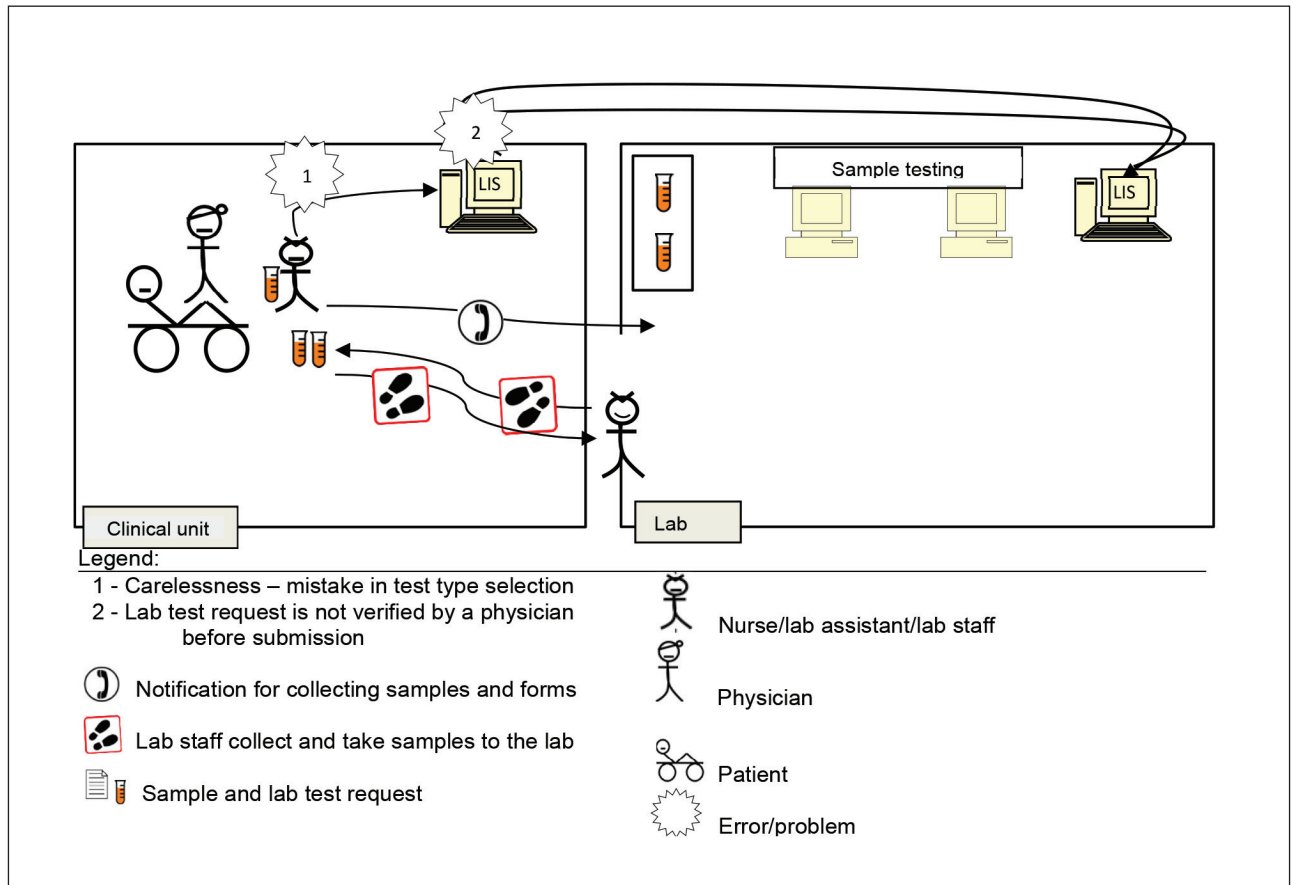 2
1
LIS
Sample testing
LIS
Clinical unit
Lab
Legend:
1 - Carelessness – mistake in test type selection
2 - Lab test request is not verified by a physician
before submission
Notification for collecting samples and forms
Lab staff collect and take samples to the lab
Sample and lab test request
Nurse/lab assistant/lab staff
Physician
Patient
Error/problem